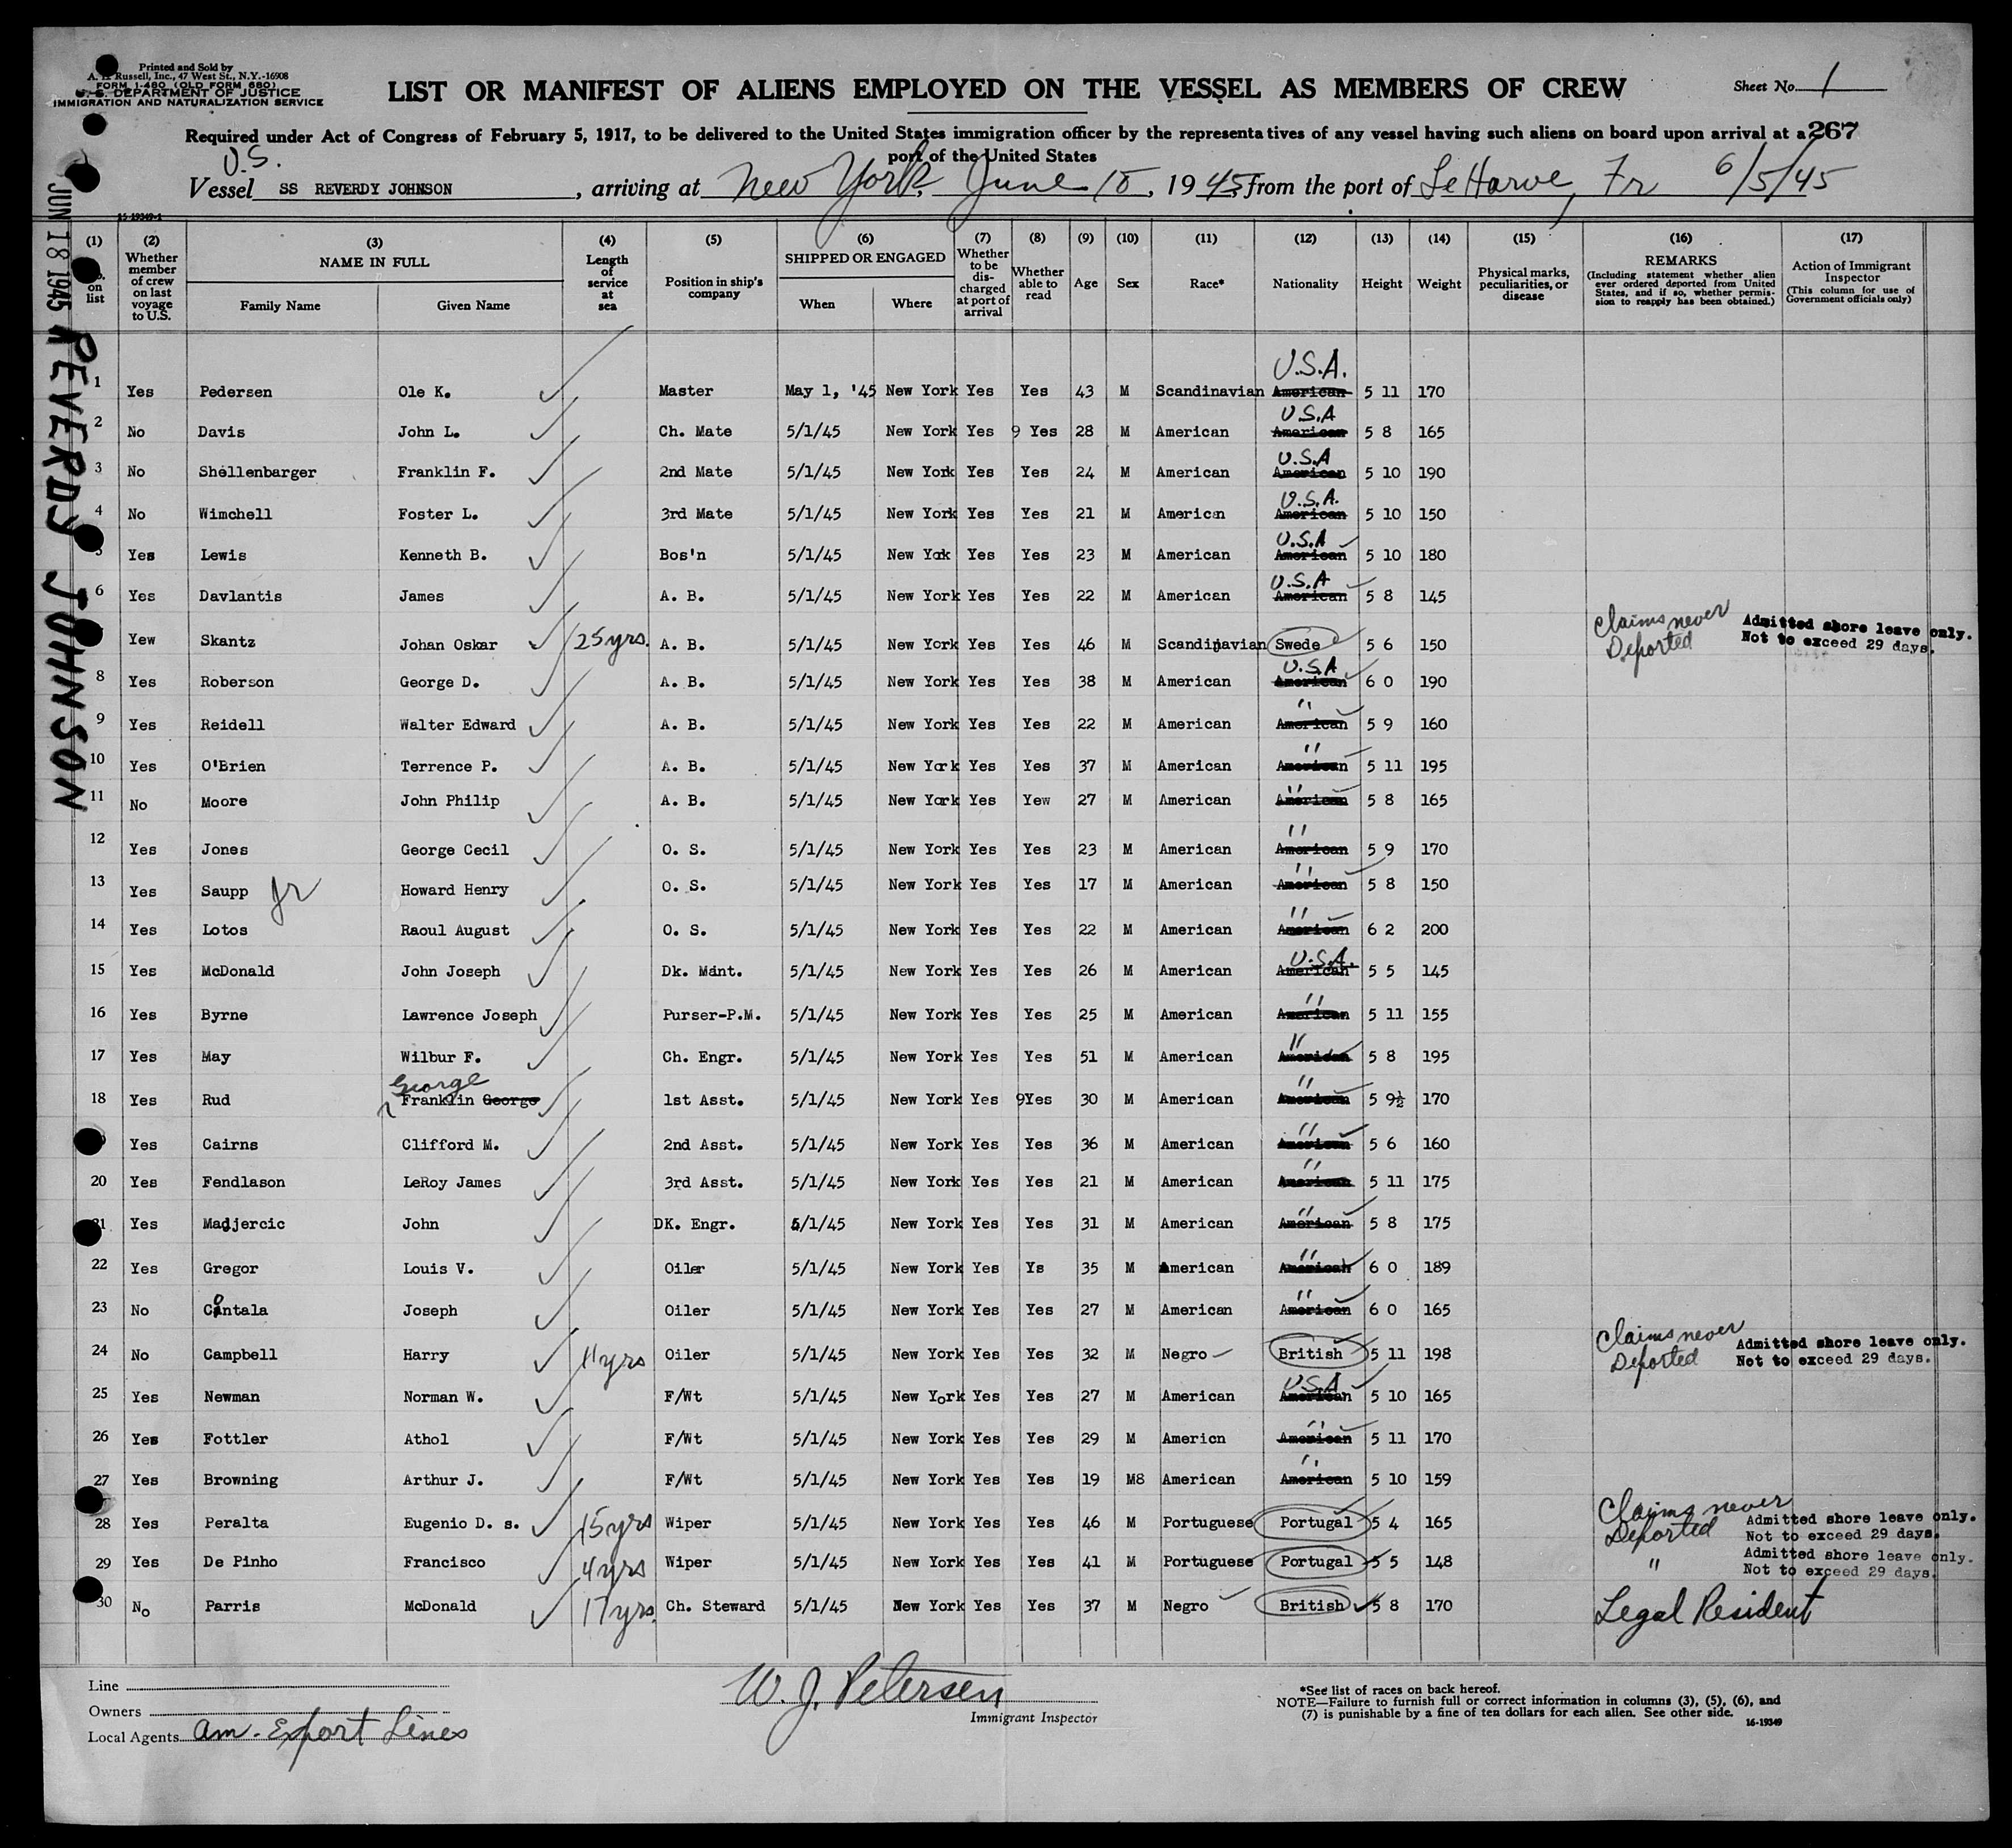 Printed and Sold by
A. H. Russell, Inc., 47 West St., N.Y.-16908
FORM I-480 (OLD FORM 680)
U. S. DEPARTMENT OF JUSTICE
IMMIGRATION AND NATURALIZATION SERVICE
LIST OR MANIFEST OF ALIENS EMPLOYED ON THE VESSEL AS MEMBERS OF CREW
Sheet No. 1
Required under Act of Congress of February 5, 1917, to be delivered to the United States immigration officer by the representatives of any vessel having such aliens on board upon arrival at a 267
port of the United States
U.S.
Vessel SS REVERDY JOHNSON, arriving at New York, June 18, 1945, from the port of Le Harve, Fr 6/5/45
16-19349-1
JUN 18 1945
REVERDY JOHNSON
(1) (2) (3) (4) (5) (6) (7) (8) (9) (10) (11) (12) (13) (14) (15) (16) (17)
No. on list
Whether member of crew on last voyage to U.S.
NAME IN FULL
Family Name Given Name
Length of service at sea
Position in ship's company
SHIPPED OR ENGAGED
When Where
Whether to be discharged at port of arrival
Whether able to read
Age Sex Race* Nationality Height Weight
Physical marks, peculiarities, or disease
REMARKS
(Including statement whether alien ever ordered deported from United States, and if so, whether permission to reapply has been obtained.)
Action of Immigrant Inspector
(This column for use of Government officials only)
1 Yes Pedersen Ole K. Master May 1, '45 New York Yes Yes 43 M Scandinavian American U.S.A. 5 11 170
2 No Davis John L. Ch. Mate 5/1/45 New York Yes 9 Yes 28 M American American U.S.A 5 8 165
3 No Shellenbarger Franklin F. 2nd Mate 5/1/45 New York Yes Yes 24 M American American U.S.A 5 10 190
4 No Wimchell Foster L. 3rd Mate 5/1/45 New York Yes Yes 21 M American American U.S.A. 5 10 150
5 Yes Lewis Kenneth B. Bos'n 5/1/45 New York Yes Yes 23 M American American U.S.A 5 10 180
6 Yes Davlantis James A. B. 5/1/45 New York Yes Yes 22 M American American U.S.A 5 8 145
7 Yew Skantz Johan Oskar 25 yrs. A. B. 5/1/45 New York Yes Yes 46 M Scandinavian Swede 5 6 150 Claims never Deported Admitted shore leave only. Not to exceed 29 days.
8 Yes Roberson George D. A. B. 5/1/45 New York Yes Yes 38 M American American U.S.A 6 0 190
9 Yes Reidell Walter Edward A. B. 5/1/45 New York Yes Yes 22 M American American " 5 9 160
10 Yes O'Brien Terrence P. A. B. 5/1/45 New York Yes Yes 37 M American American " 5 11 195
11 No Moore John Philip A. B. 5/1/45 New York Yes Yew 27 M American American " 5 8 165
12 Yes Jones George Cecil O. S. 5/1/45 New York Yes Yes 23 M American American " 5 9 170
13 Yes Saupp Jr Howard Henry O. S. 5/1/45 New York Yes Yes 17 M American American " 5 8 150
14 Yes Lotos Raoul August O. S. 5/1/45 New York Yes Yes 22 M American American " 6 2 200
15 Yes McDonald John Joseph Dk. Mánt. 5/1/45 New York Yes Yes 26 M American American U.S.A. 5 5 145
16 Yes Byrne Lawrence Joseph Purser-P.M. 5/1/45 New York Yes Yes 25 M American American " 5 11 155
17 Yes May Wilbur F. Ch. Engr. 5/1/45 New York Yes Yes 51 M American American " 5 8 195
18 Yes Rud George Franklin George 1st Asst. 5/1/45 New York Yes 9Yes 30 M American American " 5 9½ 170
Yes Cairns Clifford M. 2nd Asst. 5/1/45 New York Yes Yes 36 M American American " 5 6 160
20 Yes Fendlason LeRoy James 3rd Asst. 5/1/45 New York Yes Yes 21 M American American " 5 11 175
21 Yes Madjercic John DK. Engr. 5/1/45 New York Yes Yes 31 M American American " 5 8 175
22 Yes Gregor Louis V. Oiler 5/1/45 New York Yes Ys 35 M American American " 6 0 189
23 No Contala Joseph Oiler 5/1/45 New York Yes Yes 27 M American American " 6 0 165
24 No Campbell Harry 11 yrs Oiler 5/1/45 New York Yes Yes 32 M Negro British 5 11 198 Claims never Deported Admitted shore leave only. Not to exceed 29 days.
25 Yes Newman Norman W. F/Wt 5/1/45 New York Yes Yes 27 M American American USA 5 10 165
26 Yes Fottler Athol F/Wt 5/1/45 New York Yes Yes 29 M Americn American " 5 11 170
27 Yes Browning Arthur J. F/Wt 5/1/45 New York Yes Yes 19 M8 American American " 5 10 159
28 Yes Peralta Eugenio D. s. 15 yrs Wiper 5/1/45 New York Yes Yes 46 M Portuguese Portugal 5 4 165 Claims never Deported Admitted shore leave only. Not to exceed 29 days.
29 Yes De Pinho Francisco 4 yrs Wiper 5/1/45 New York Yes Yes 41 M Portuguese Portugal 5 5 148 " Admitted shore leave only. Not to exceed 29 days.
30 No Parris McDonald 17 yrs. Ch. Steward 5/1/45 New York Yes Yes 37 M Negro British 5 8 170 Legal Resident
Line
Owners
Local Agents Am. Export Lines
W. J. Petersen
Immigrant Inspector
*See list of races on back hereof.
NOTE—Failure to furnish full or correct information in columns (3), (5), (6), and
(7) is punishable by a fine of ten dollars for each alien. See other side.
16-19349